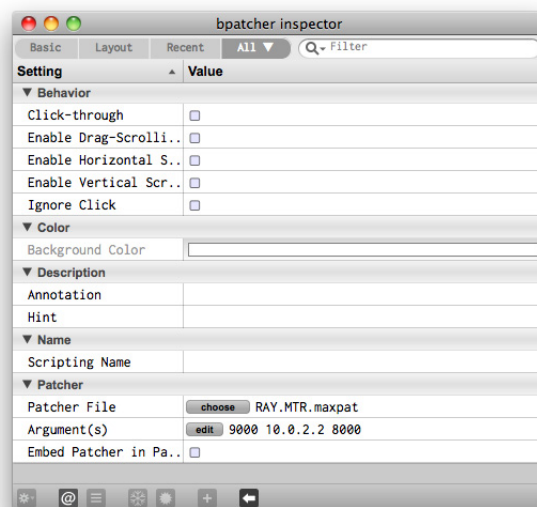 bpatcher inspector
Basic Layout Recent All ▼ Filter
Setting Value
▼ Behavior
Click-through
Enable Drag-Scrolli..
Enable Horizontal S..
Enable Vertical Scr..
Ignore Click
▼ Color
Background Color
▼ Description
Annotation
Hint
▼ Name
Scripting Name
▼ Patcher
Patcher File choose RAY.MTR.maxpat
Argument(s) edit 9000 10.0.2.2 8000
Embed Patcher in Pa..